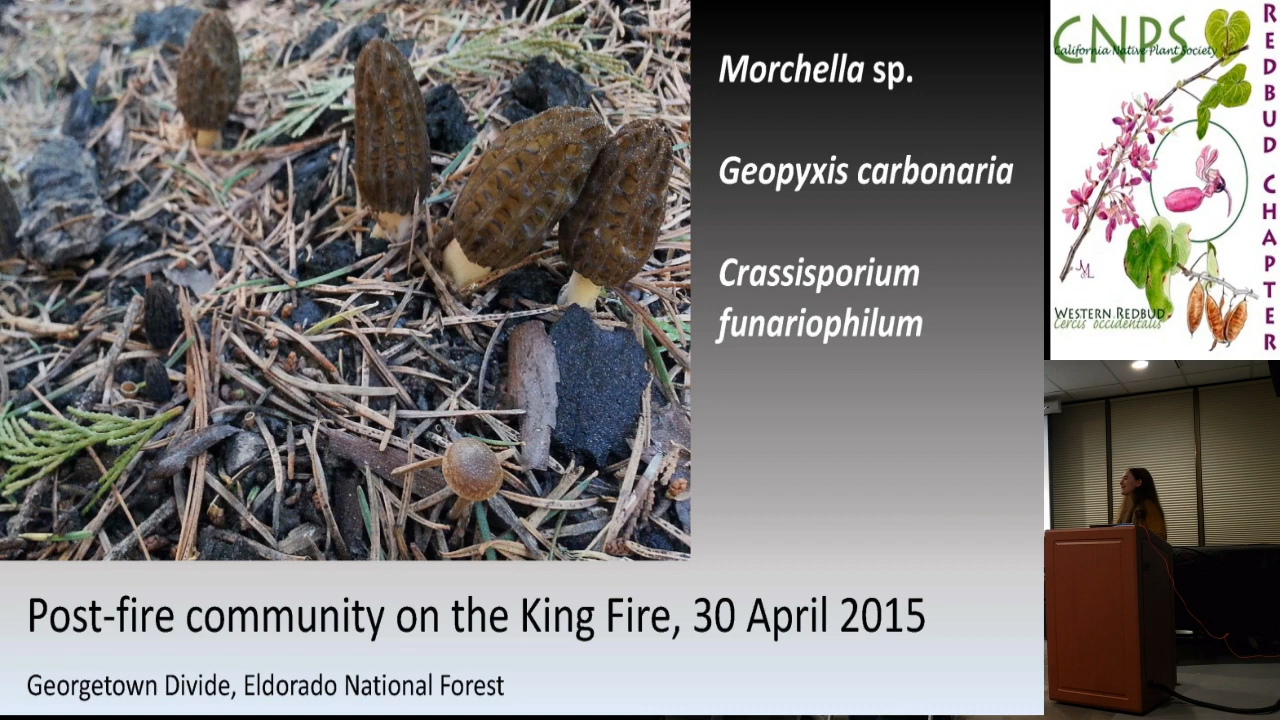 Morchella sp.
Geopyxis carbonaria
Crassisporium
funariophilum
Post-fire community on the King Fire, 30 April 2015
Georgetown Divide, Eldorado National Forest
CNPS
California Native Plant Society
REDBUD CHAPTER
JML
WESTERN REDBUD
Cercis occidentalis